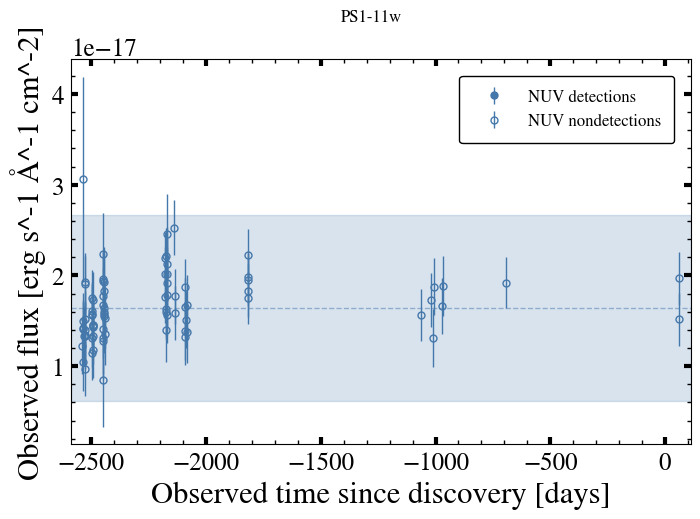 PS1-11w
1e−17
Observed flux [erg s^-1 Å^-1 cm^-2]
4
3
2
1
NUV detections
NUV nondetections
−2500 −2000 −1500 −1000 −500 0
Observed time since discovery [days]